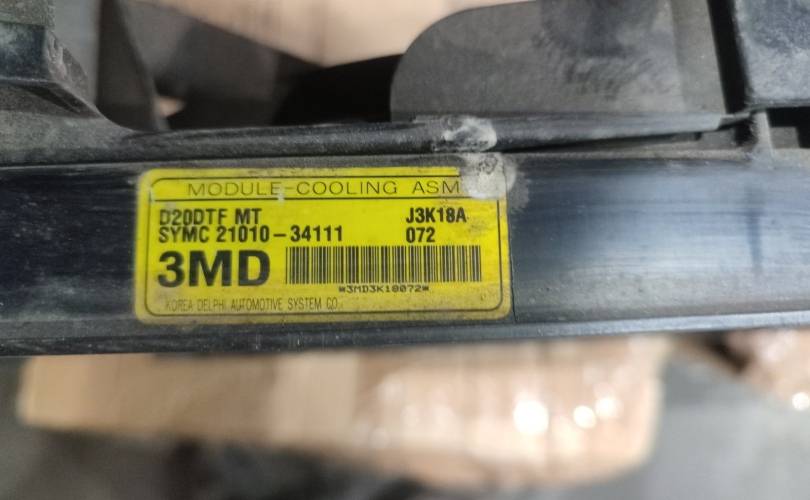 MODULE-COOLING ASM
D20DTF MT J3K18A
SYMC 21010-34111 072
3MD
*3MD3K18072*
KOREA DELPHI AUTOMOTIVE SYSTEM CO